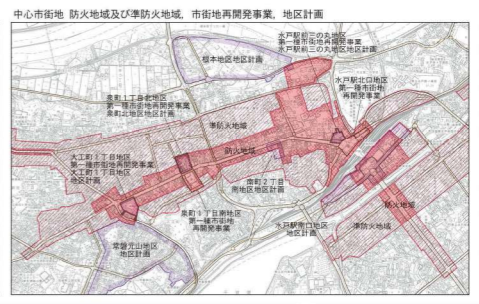 中心市街地 防火地域及び準防火地域，市街地再開発事業，地区計画
水戸駅前三の丸地区
第一種市街地再開発事業
水戸駅前三の丸地区地区計画
根本地区地区計画
水戸駅北口地区
第一種市街地
再開発事業
泉町1丁目北地区
第一種市街地再開発事業
泉町北地区地区計画
準防火地域
防火地域
大工町1丁目地区
第一種市街地再開発事業
大工町1丁目地区
地区計画
南町2丁目
南地区地区計画
泉町1丁目南地区
第一種市街地
再開発事業
水戸駅南口地区
地区計画
防火地域
準防火地域
常磐元山地区
地区計画